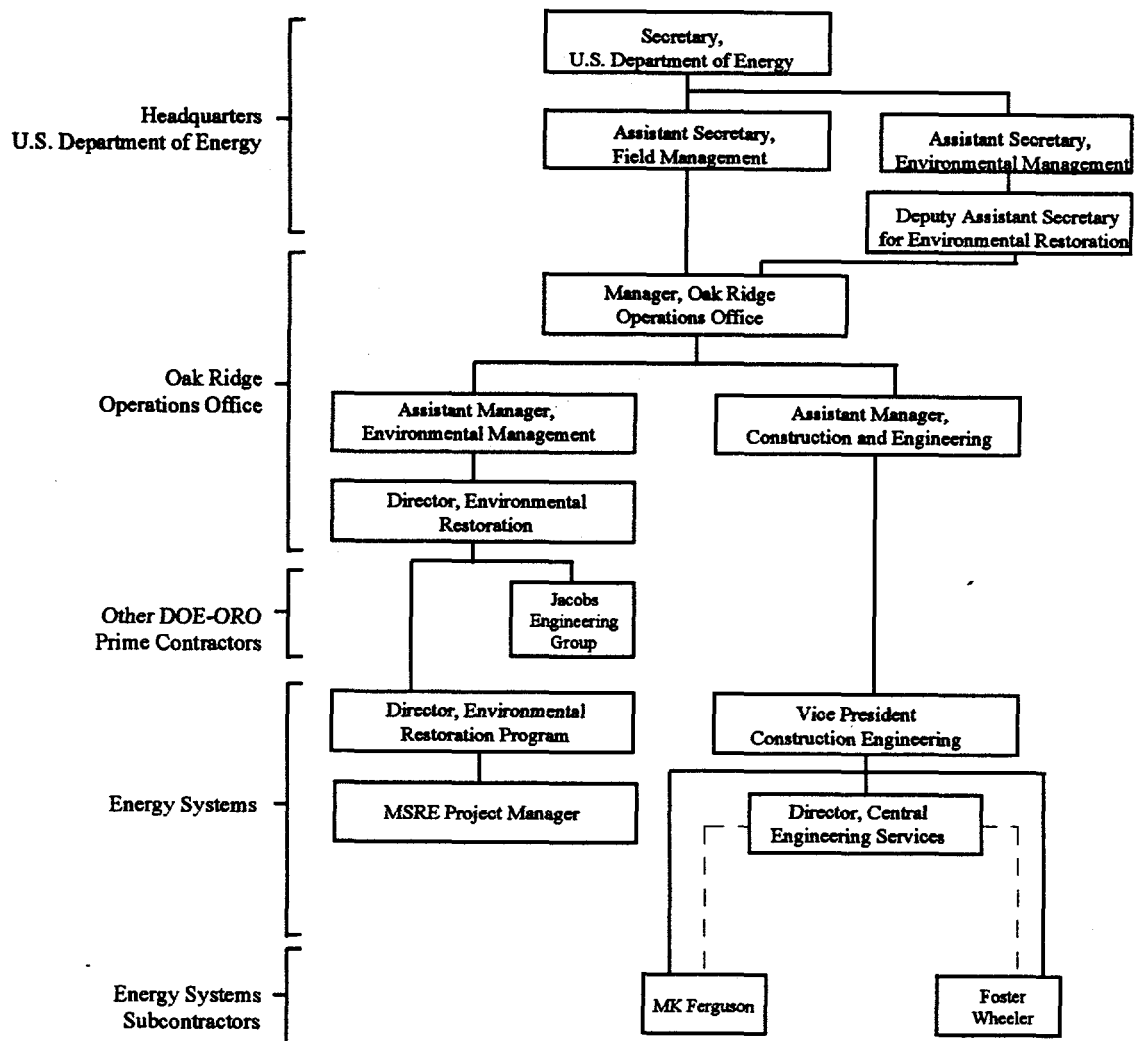 Secretary,
U.S. Department of Energy
Headquarters
U.S. Department of Energy
Assistant Secretary,
Field Management
Assistant Secretary,
Environmental Management
Deputy Assistant Secretary
for Environmental Restoration
Manager, Oak Ridge
Operations Office
Oak Ridge
Operations Office
Assistant Manager,
Environmental Management
Assistant Manager,
Construction and Engineering
Director, Environmental
Restoration
Other DOE-ORO
Prime Contractors
Jacobs
Engineering
Group
Director, Environmental
Restoration Program
Vice President
Construction Engineering
Energy Systems
MSRE Project Manager
Director, Central
Engineering Services
Energy Systems
Subcontractors
MK Ferguson
Foster
Wheeler